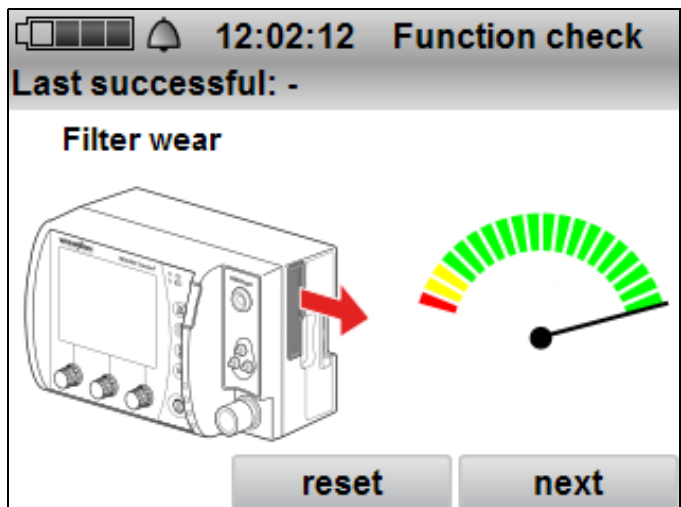 12:02:12 Function check
Last successful: -
Filter wear
reset next